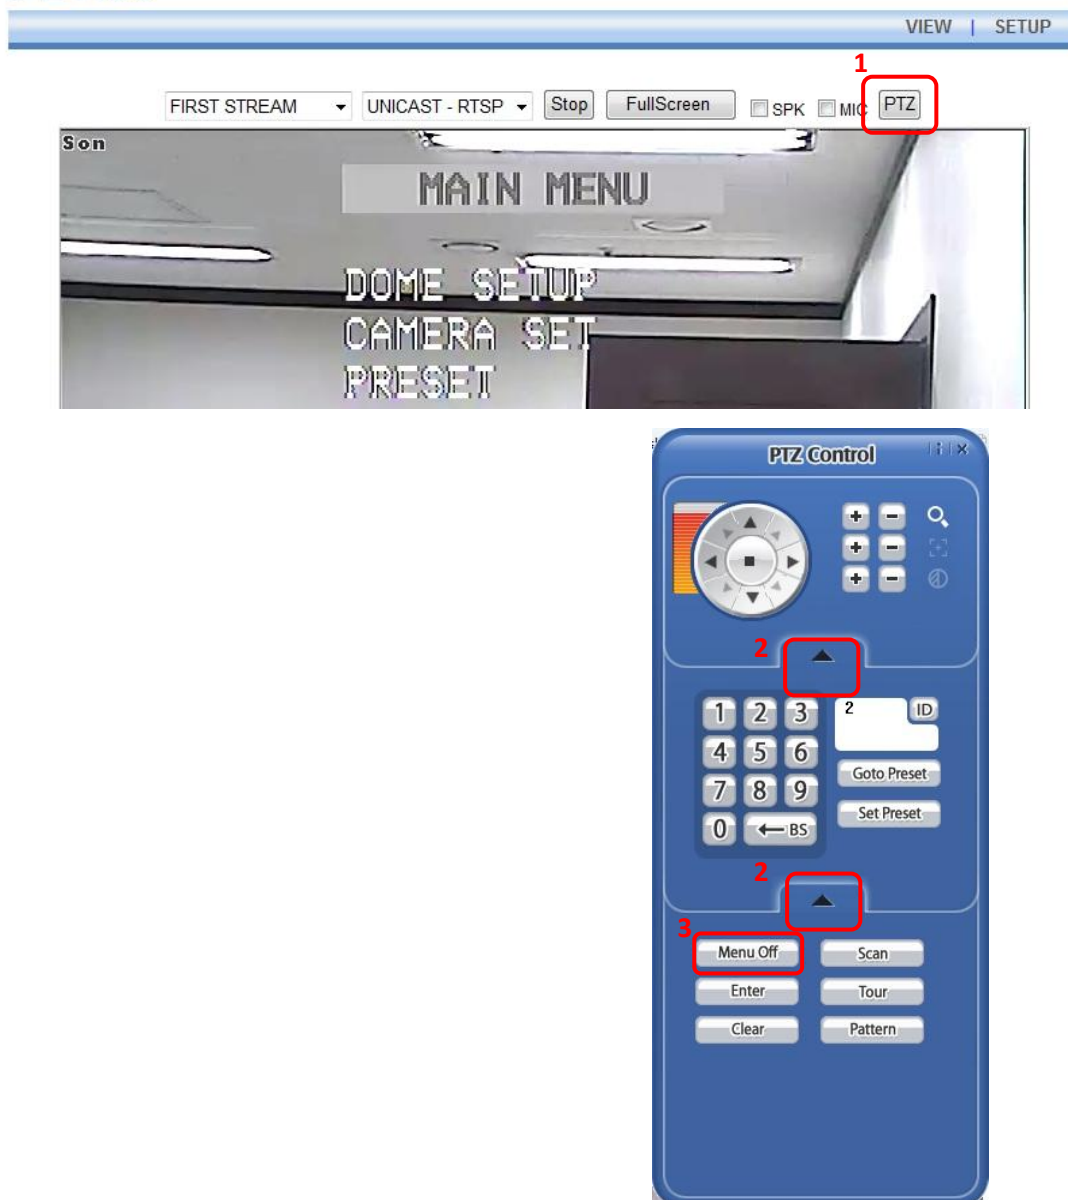 VIEW | SETUP
1
FIRST STREAM UNICAST - RTSP Stop FullScreen SPK MIC PTZ
Son
MAIN MENU
DOME SETUP
CAMERA SET
PRESET
PTZ Control | i | x
+ -
+ -
+ -
2
1 2 3 2 ID
4 5 6
Goto Preset
7 8 9
Set Preset
0 ← BS
2
3
Menu Off Scan
Enter Tour
Clear Pattern